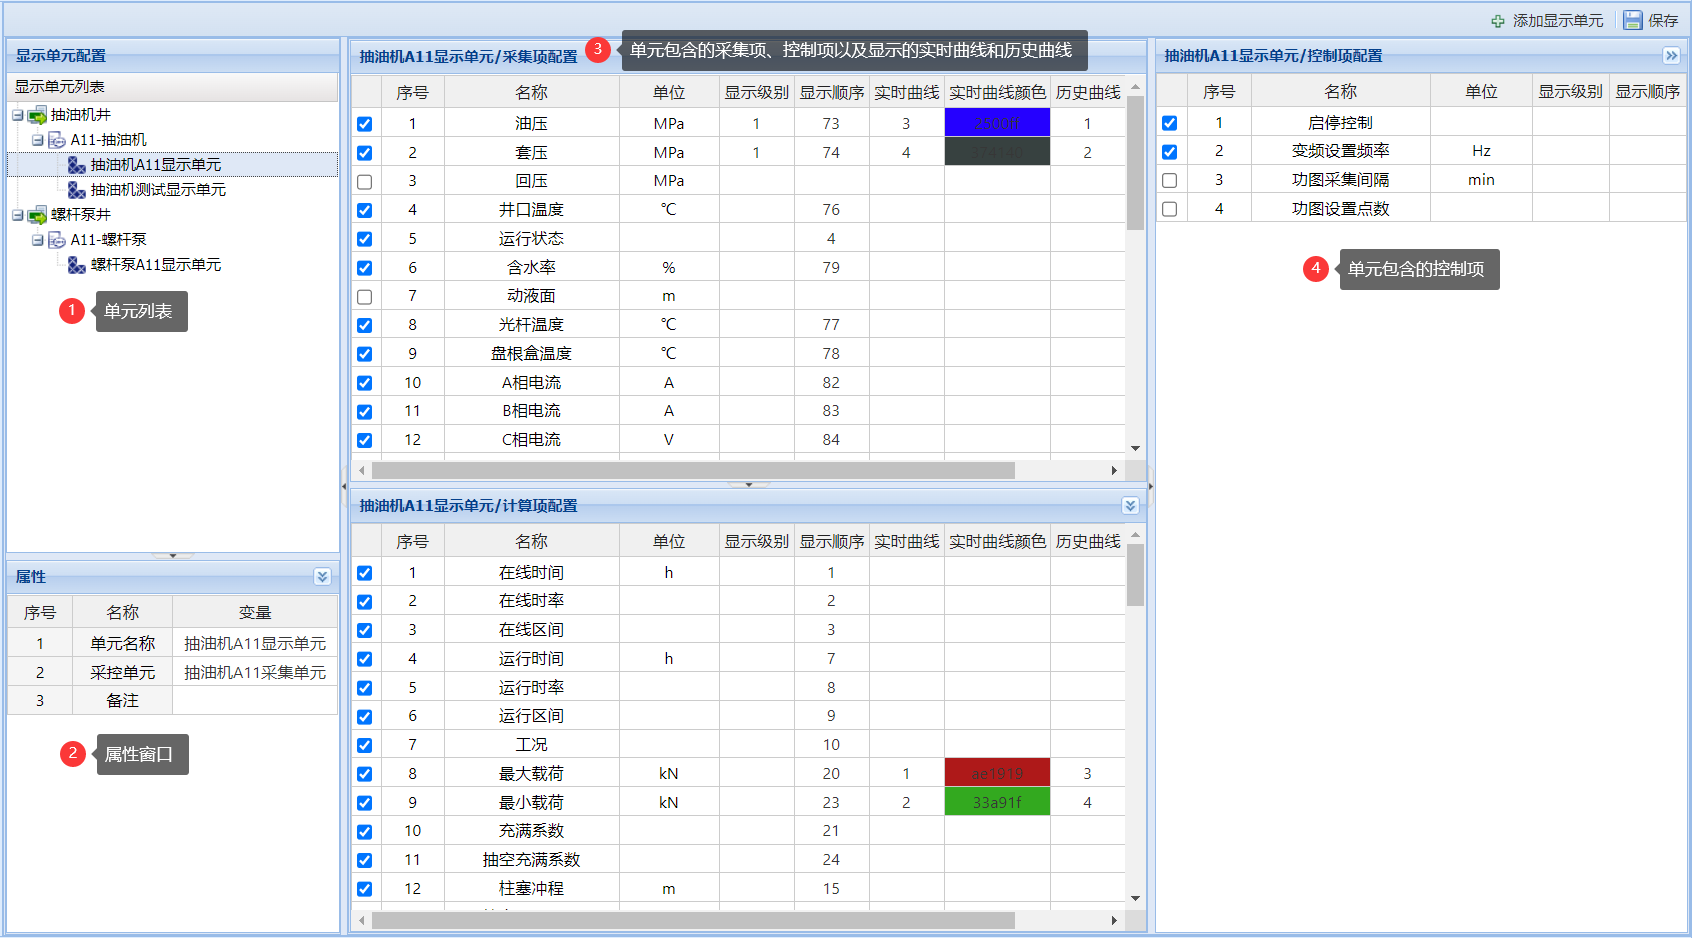 添加显示单元 保存
显示单元配置
显示单元列表
抽油机井
A11-抽油机
抽油机A11显示单元
抽油机测试显示单元
螺杆泵井
A11-螺杆泵
螺杆泵A11显示单元
1 单元列表
属性
序号 名称 变量
1 单元名称 抽油机A11显示单元
2 采控单元 抽油机A11采集单元
3 备注
2 属性窗口
抽油机A11显示单元/采集项配置
3 单元包含的采集项、控制项以及显示的实时曲线和历史曲线
序号 名称 单位 显示级别 显示顺序 实时曲线 实时曲线颜色 历史曲线
1 油压 MPa 1 73 3 2500ff 1
2 套压 MPa 1 74 4 2
3 回压 MPa
4 井口温度 ℃ 76
5 运行状态 4
6 含水率 % 79
7 动液面 m
8 光杆温度 ℃ 77
9 盘根盒温度 ℃ 78
10 A相电流 A 82
11 B相电流 A 83
12 C相电流 V 84
抽油机A11显示单元/计算项配置
序号 名称 单位 显示级别 显示顺序 实时曲线 实时曲线颜色 历史曲线
1 在线时间 h 1
2 在线时率 2
3 在线区间 3
4 运行时间 h 7
5 运行时率 8
6 运行区间 9
7 工况 10
8 最大载荷 kN 20 1 ae1919 3
9 最小载荷 kN 23 2 33a91f 4
10 充满系数 21
11 抽空充满系数 24
12 柱塞冲程 m 15
抽油机A11显示单元/控制项配置
序号 名称 单位 显示级别 显示顺序
1 启停控制
2 变频设置频率 Hz
3 功图采集间隔 min
4 功图设置点数
4 单元包含的控制项